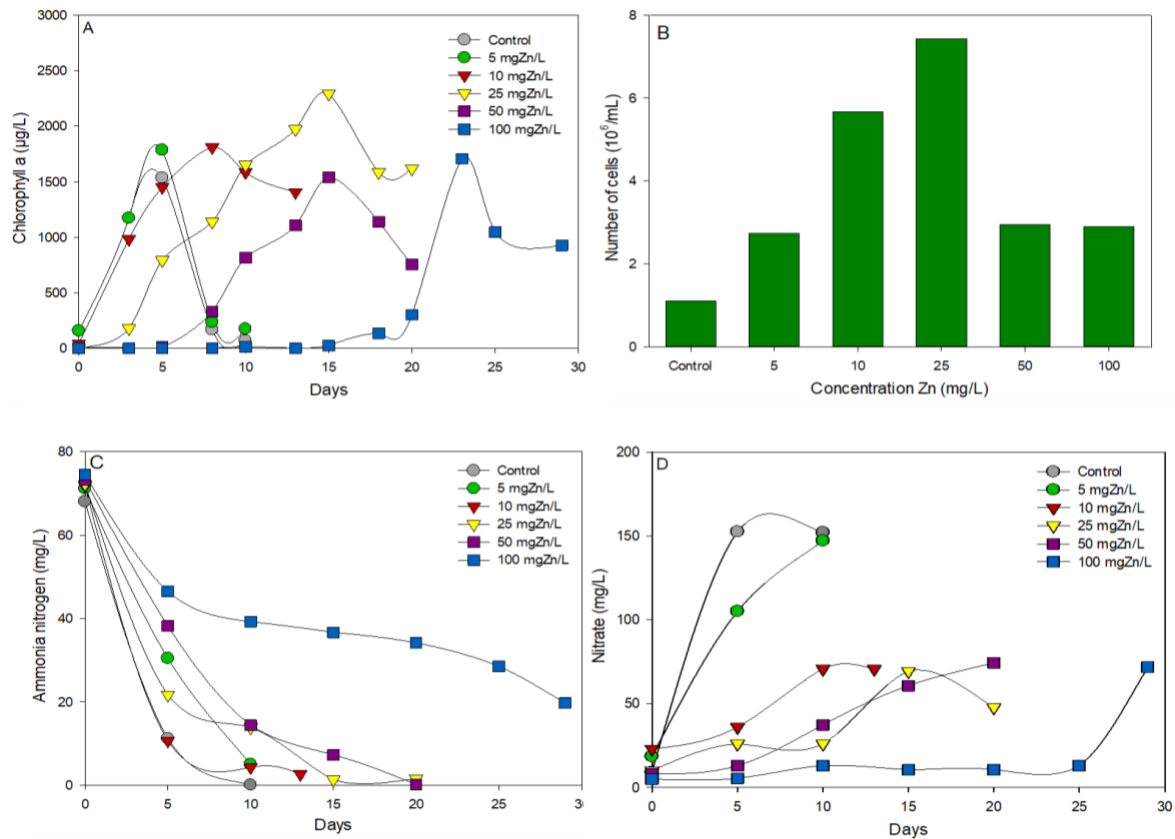 A
Chlorophyll a (µg/L)
3000
2500
2000
1500
1000
500
0
0 5 10 15 20 25 30
Days
Control
5 mgZn/L
10 mgZn/L
25 mgZn/L
50 mgZn/L
100 mgZn/L
B
Number of cells (10⁶/mL)
8
6
4
2
0
Control 5 10 25 50 100
Concentration Zn (mg/L)
C
Ammonia nitrogen (mg/L)
80
60
40
20
0
0 5 10 15 20 25 30
Days
Control
5 mgZn/L
10 mgZn/L
25 mgZn/L
50 mgZn/L
100 mgZn/L
D
Nitrate (mg/L)
200
150
100
50
0
0 5 10 15 20 25 30
Days
Control
5 mgZn/L
10 mgZn/L
25 mgZn/L
50 mgZn/L
100 mgZn/L